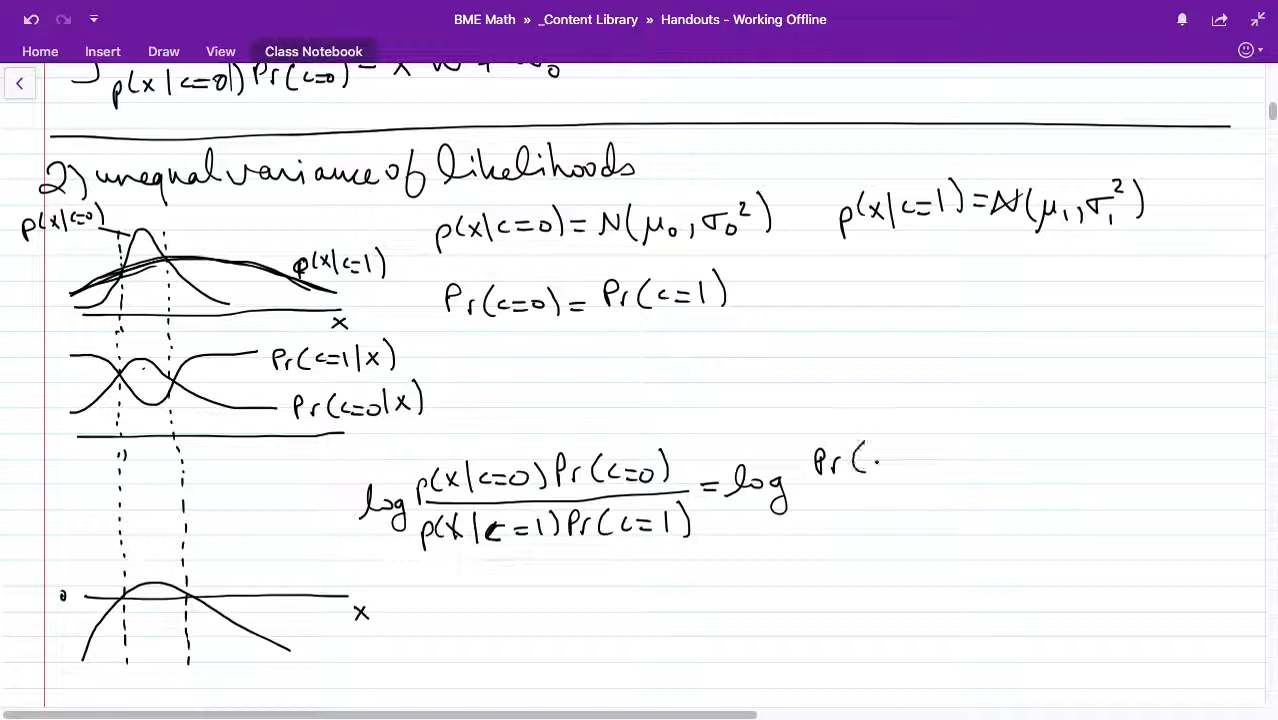 BME Math » _Content Library » Handouts - Working Offline
Home Insert Draw View Class Notebook
p(x|c=0) Pr(c=0) = x w + w₀
2) unequal variance of likelihoods
p(x|c=0)
p(x|c=0) = N(μ₀, σ₀²) p(x|c=1) = N(μ₁, σ₁²)
p(x|c=1)
Pr(c=0) = Pr(c=1)
x
Pr(c=1|x)
Pr(c=0|x)
log p(x|c=0) Pr(c=0) = log Pr(.
p(x|c=1) Pr(c=1)
0
x